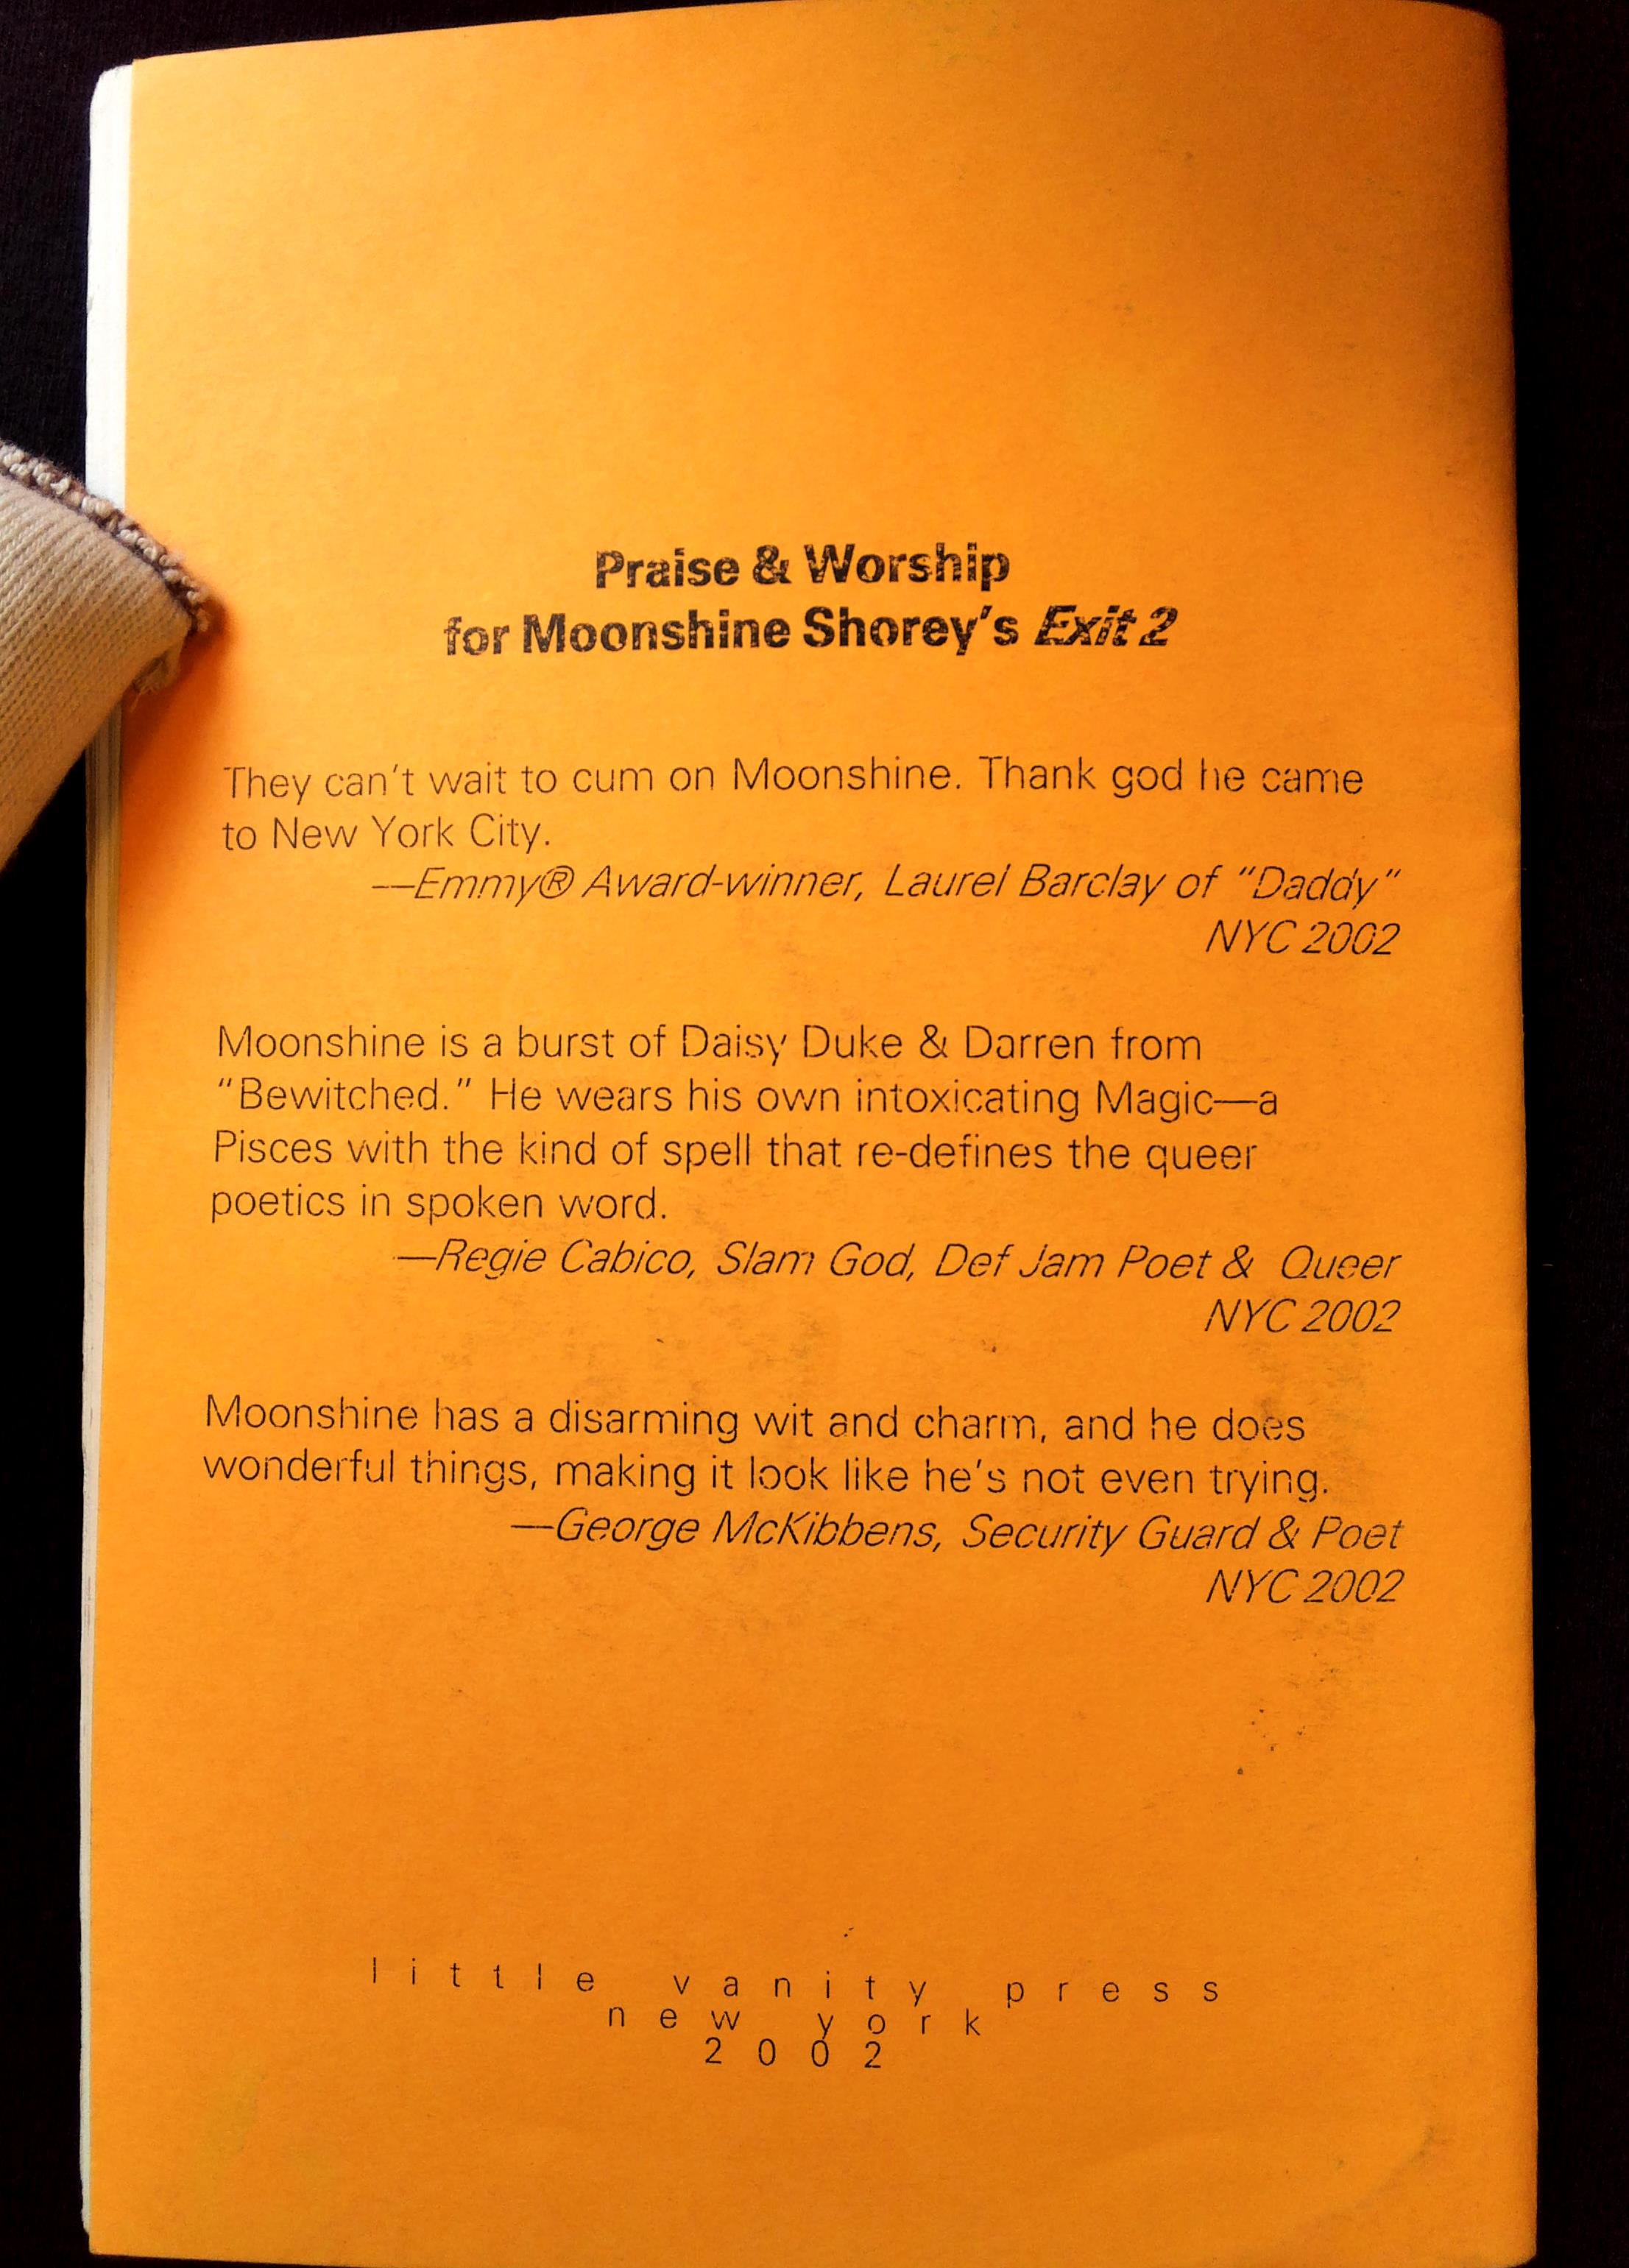 Praise & Worship
for Moonshine Shorey's Exit 2
They can't wait to cum on Moonshine. Thank god he came
to New York City.
—Emmy® Award-winner, Laurel Barclay of "Daddy"
NYC 2002
Moonshine is a burst of Daisy Duke & Darren from
"Bewitched." He wears his own intoxicating Magic—a
Pisces with the kind of spell that re-defines the queer
poetics in spoken word.
—Regie Cabico, Slam God, Def Jam Poet & Queer
NYC 2002
Moonshine has a disarming wit and charm, and he does
wonderful things, making it look like he's not even trying.
—George McKibbens, Security Guard & Poet
NYC 2002
little vanity press
new york
2002